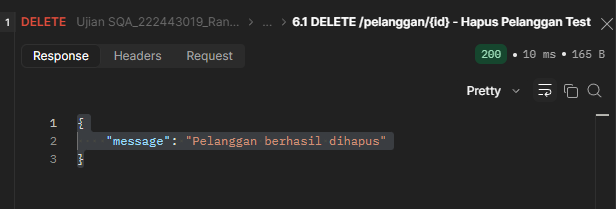 1 DELETE Ujian SQA_222443019_Ran... > ... > 6.1 DELETE /pelanggan/{id} - Hapus Pelanggan Test
Response Headers Request 200 • 10 ms • 165 B
Pretty
1 {
2 "message": "Pelanggan berhasil dihapus"
3 }